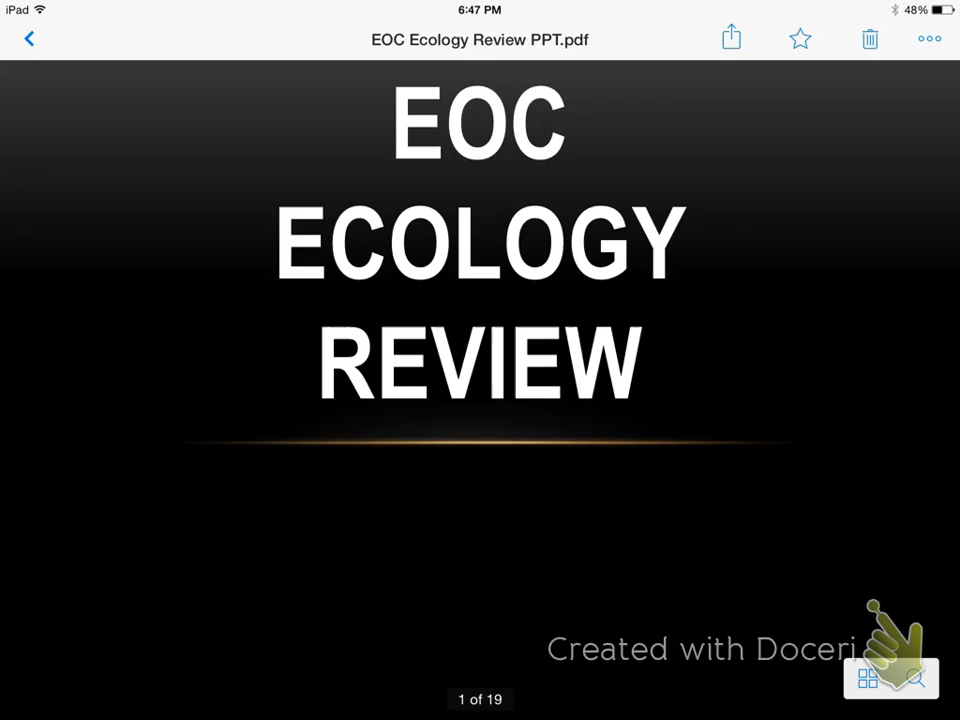 iPad
6:47 PM
48%
EOC Ecology Review PPT.pdf
EOC
ECOLOGY
REVIEW
Created with Doceri
1 of 19